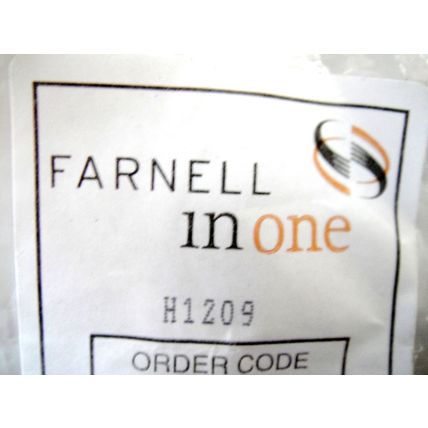 FARNELL
in one
H1209
ORDER CODE